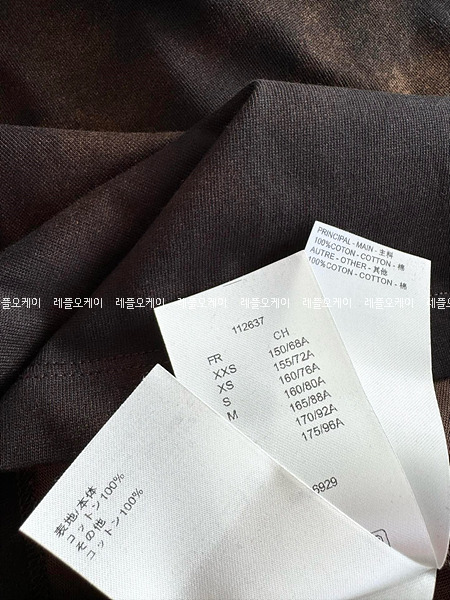 PRINCIPAL - MAIN - 主料
100%COTON - COTTON - 棉
AUTRE - OTHER - 其他
100%COTON - COTTON - 棉
플오케이 레플오케이 레플오케이 레플오케이 레플오케이 레플오케이 레플오케이
112637
FR CH
XXS 150/68A
XS 155/72A
S 160/76A
M 160/80A
165/88A
170/92A
175/96A
6929
表地/本体
コットン100%
その他
コットン100%